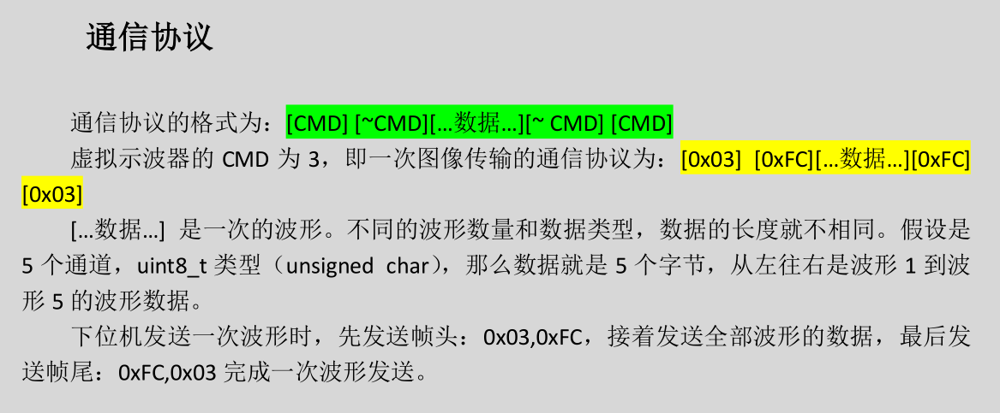 通信协议
通信协议的格式为：[CMD] [~CMD][…数据…][~ CMD] [CMD]
虚拟示波器的 CMD 为 3，即一次图像传输的通信协议为：[0x03] [0xFC][…数据…][0xFC]
[0x03]
[…数据…] 是一次的波形。不同的波形数量和数据类型，数据的长度就不相同。假设是
5 个通道，uint8_t 类型（unsigned char），那么数据就是 5 个字节，从左往右是波形 1 到波
形 5 的波形数据。
下位机发送一次波形时，先发送帧头：0x03,0xFC，接着发送全部波形的数据，最后发
送帧尾：0xFC,0x03 完成一次波形发送。